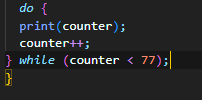 do {
print(counter);
counter++;
} while (counter < 77);
}